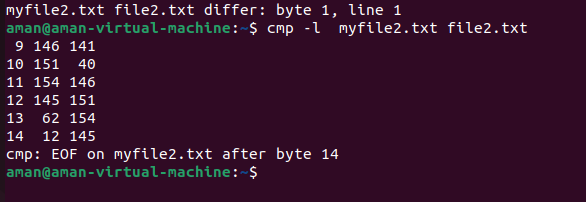 myfile2.txt file2.txt differ: byte 1, line 1
aman@aman-virtual-machine:~$ cmp -l  myfile2.txt file2.txt
 9 146 141
10 151  40
11 154 146
12 145 151
13  62 154
14  12 145
cmp: EOF on myfile2.txt after byte 14
aman@aman-virtual-machine:~$